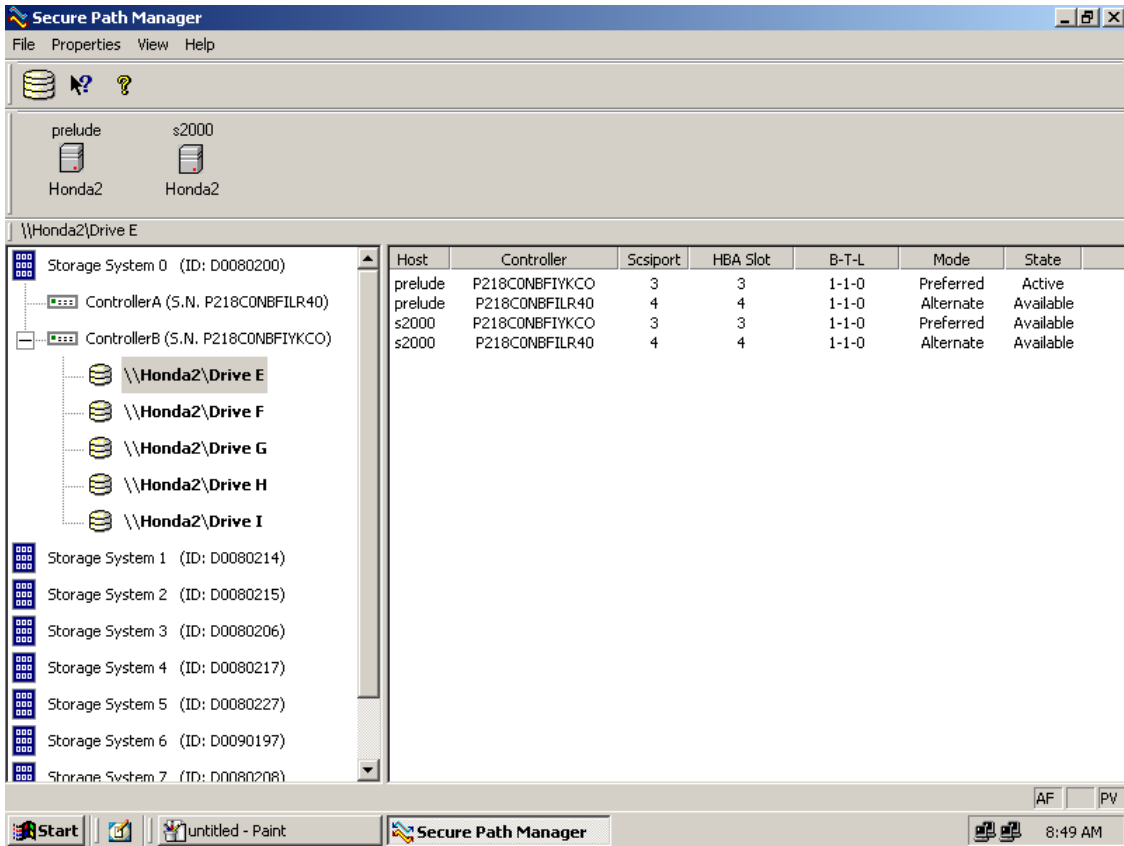 Secure Path Manager
File Properties View Help
prelude s2000
Honda2 Honda2
\\Honda2\Drive E
Storage System 0 (ID: D0080200)
ControllerA (S.N. P218C0NBFILR40)
ControllerB (S.N. P218C0NBFIYKCO)
\\Honda2\Drive E
\\Honda2\Drive F
\\Honda2\Drive G
\\Honda2\Drive H
\\Honda2\Drive I
Storage System 1 (ID: D0080214)
Storage System 2 (ID: D0080215)
Storage System 3 (ID: D0080206)
Storage System 4 (ID: D0080217)
Storage System 5 (ID: D0080227)
Storage System 6 (ID: D0090197)
Storage System 7 (ID: D0080208)
Host Controller Scsiport HBA Slot B-T-L Mode State
prelude P218C0NBFIYKCO 3 3 1-1-0 Preferred Active
prelude P218C0NBFILR40 4 4 1-1-0 Alternate Available
s2000 P218C0NBFIYKCO 3 3 1-1-0 Preferred Available
s2000 P218C0NBFILR40 4 4 1-1-0 Alternate Available
AF PV
Start untitled - Paint Secure Path Manager 8:49 AM